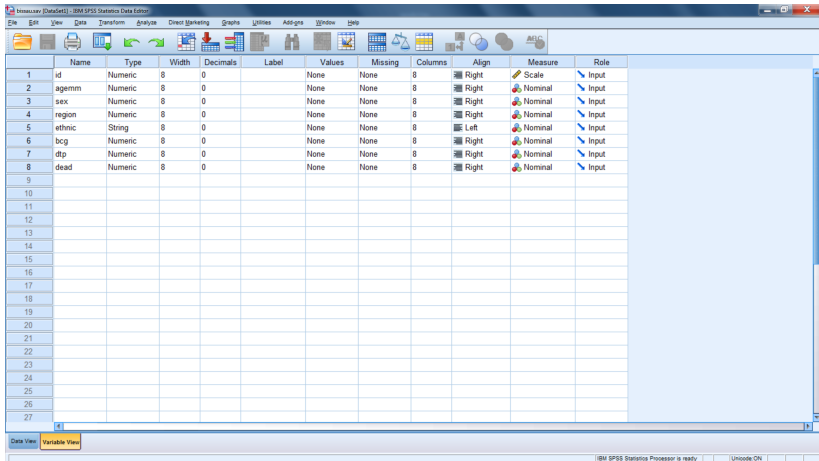 bissau.sav [DataSet1] - IBM SPSS Statistics Data Editor
File Edit View Data Transform Analyze Direct Marketing Graphs Utilities Add-ons Window Help
Name Type Width Decimals Label Values Missing Columns Align Measure Role
1 id Numeric 8 0 None None 8 Right Scale Input
2 agemm Numeric 8 0 None None 8 Right Nominal Input
3 sex Numeric 8 0 None None 8 Right Nominal Input
4 region Numeric 8 0 None None 8 Right Nominal Input
5 ethnic String 8 0 None None 8 Left Nominal Input
6 bcg Numeric 8 0 None None 8 Right Nominal Input
7 dtp Numeric 8 0 None None 8 Right Nominal Input
8 dead Numeric 8 0 None None 8 Right Nominal Input
9
10
11
12
13
14
15
16
17
18
19
20
21
22
23
24
25
26
27
Data View Variable View
IBM SPSS Statistics Processor is ready Unicode:ON